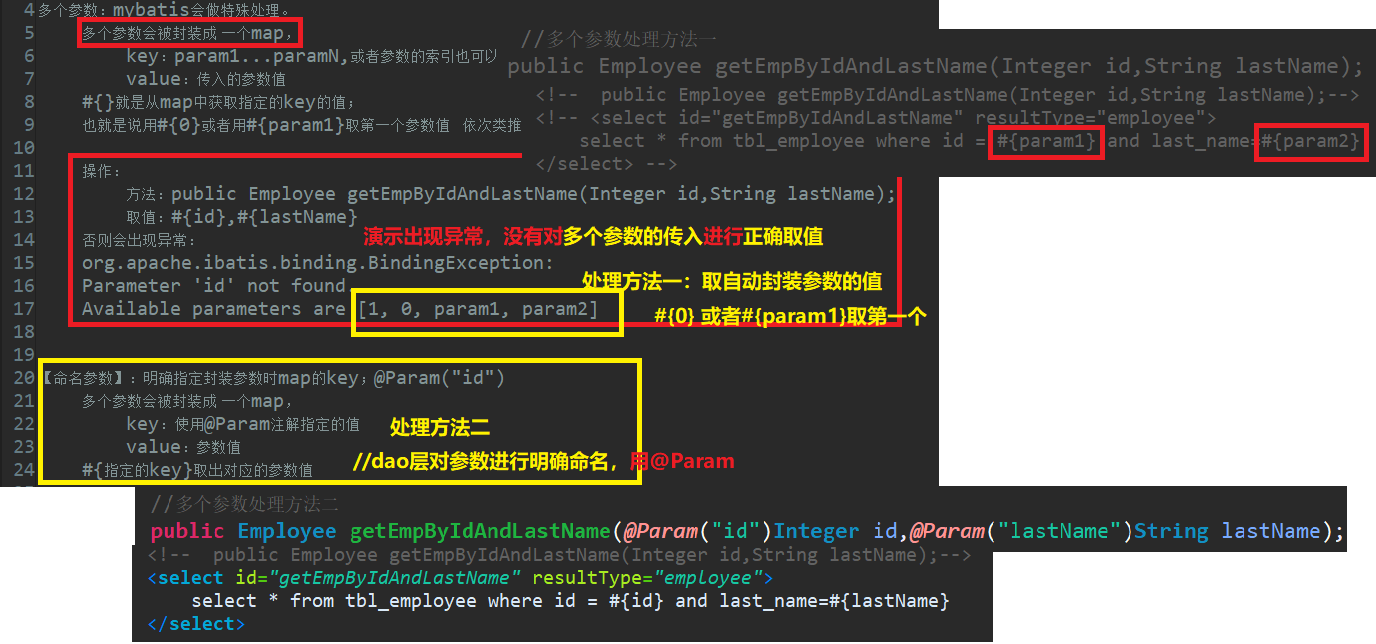 4 多个参数：mybatis会做特殊处理。
5 多个参数会被封装成 一个map，
6 key：param1...paramN,或者参数的索引也可以
7 value：传入的参数值
8 #{}就是从map中获取指定的key的值；
9 也就是说用#{0}或者用#{param1}取第一个参数值 依次类推
10
//多个参数处理方法一
public Employee getEmpByIdAndLastName(Integer id,String lastName);
<!-- public Employee getEmpByIdAndLastName(Integer id,String lastName);-->
<!-- <select id="getEmpByIdAndLastName" resultType="employee">
select * from tbl_employee where id = #{param1} and last_name=#{param2}
</select> -->
11 操作：
12 方法：public Employee getEmpByIdAndLastName(Integer id,String lastName);
13 取值：#{id},#{lastName}
14 否则会出现异常：
演示出现异常，没有对多个参数的传入进行正确取值
15 org.apache.ibatis.binding.BindingException:
16 Parameter 'id' not found.
处理方法一：取自动封装参数的值
17 Available parameters are [1, 0, param1, param2]
#{0} 或者#{param1}取第一个
18
19
20 【命名参数】：明确指定封装参数时map的key；@Param("id")
21 多个参数会被封装成 一个map，
22 key：使用@Param注解指定的值
处理方法二
23 value：参数值
//dao层对参数进行明确命名，用@Param
24 #{指定的key}取出对应的参数值
//多个参数处理方法二
public Employee getEmpByIdAndLastName(@Param("id")Integer id,@Param("lastName")String lastName);
<!-- public Employee getEmpByIdAndLastName(Integer id,String lastName);-->
<select id="getEmpByIdAndLastName" resultType="employee">
select * from tbl_employee where id = #{id} and last_name=#{lastName}
</select>